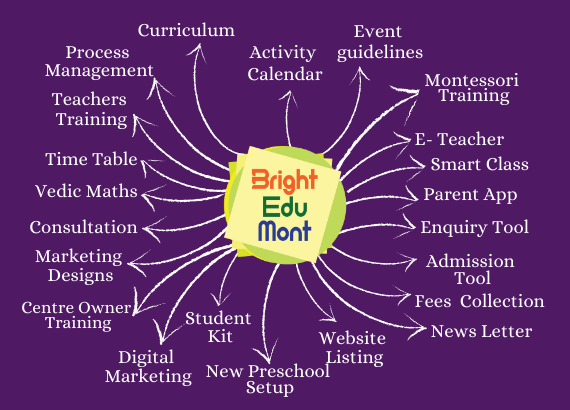 Curriculum
Activity
Calendar
Event
guidelines
Process
Management
Montessori
Training
Teachers
Training
E- Teacher
Time Table
Smart Class
Vedic Maths
Parent App
Bright
Edu
Mont
Consultation
Enquiry Tool
Marketing
Designs
Admission
Tool
Centre Owner
Training
Fees Collection
Student
Kit
News Letter
Website
Listing
Digital
Marketing
New Preschool
Setup